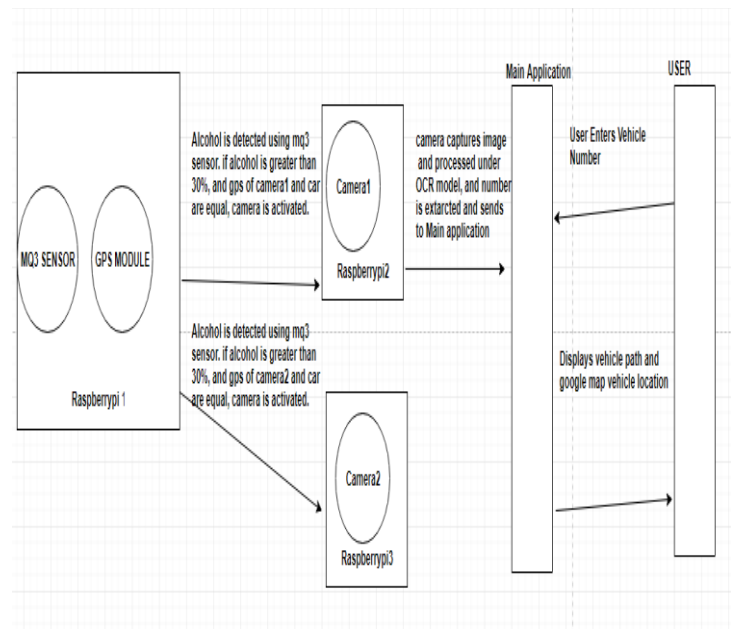 Main Application
USER
Alcohol is detected using mq3
sensor. if alcohol is greater than
30%, and gps of camera1 and car
are equal, camera is activated.
camera captures image
and processed under
OCR model, and number
is extarcted and sends
to Main application
User Enters Vehicle
Number
Camera1
MQ3 SENSOR
GPS MODULE
Raspberrypi2
Alcohol is detected using mq3
sensor. if alcohol is greater than
30%, and gps of camera2 and car
are equal, camera is activated.
Displays vehicle path and
google map vehicle location
Raspberrypi 1
Camera2
Raspberrypi3